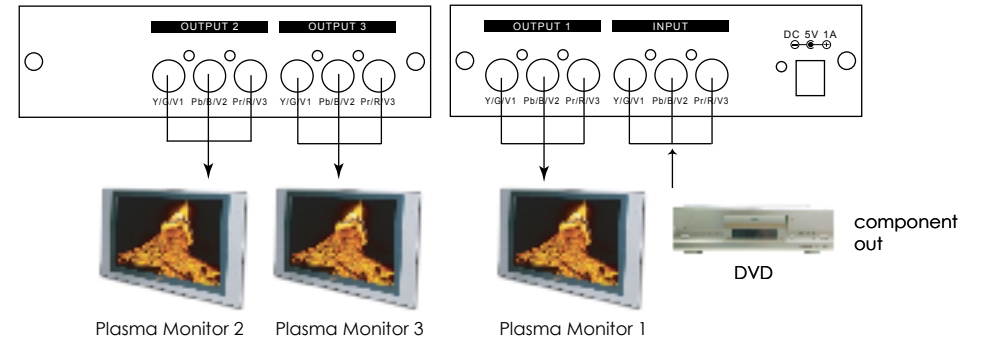 OUTPUT 2
OUTPUT 3
Y/G/V1 Pb/B/V2 Pr/R/V3
Y/G/V1 Pb/B/V2 Pr/R/V3
OUTPUT 1
INPUT
DC 5V 1A
Y/G/V1 Pb/B/V2 Pr/R/V3
Y/G/V1 Pb/B/V2 Pr/R/V3
component
out
DVD
Plasma Monitor 2
Plasma Monitor 3
Plasma Monitor 1